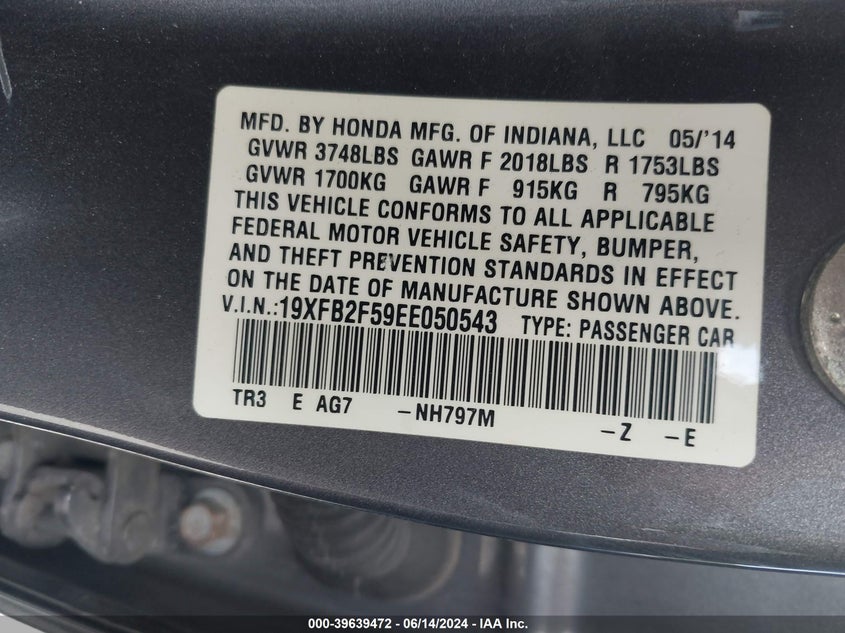 MFD. BY HONDA MFG. OF INDIANA, LLC 05/'14
GVWR 3748LBS GAWR F 2018LBS R 1753LBS
GVWR 1700KG GAWR F 915KG R 795KG
THIS VEHICLE CONFORMS TO ALL APPLICABLE
FEDERAL MOTOR VEHICLE SAFETY, BUMPER,
AND THEFT PREVENTION STANDARDS IN EFFECT
ON THE DATE OF MANUFACTURE SHOWN ABOVE.
V.I.N.:19XFB2F59EE050543 TYPE: PASSENGER CAR
TR3 E AG7 -NH797M -Z -E
000-39639472 - 06/14/2024 - IAA Inc.